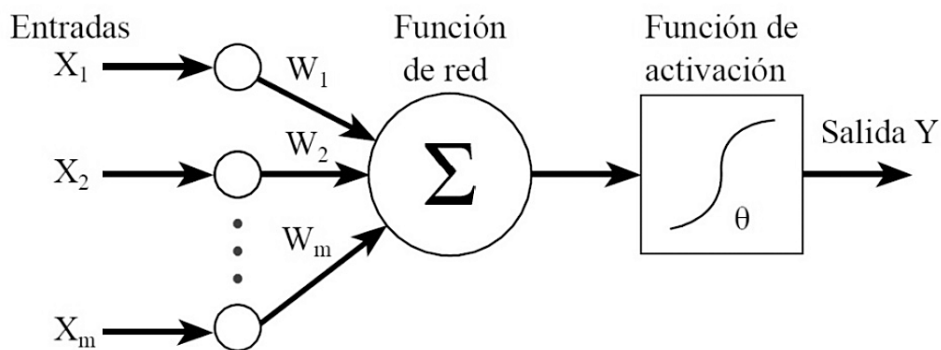 Entradas
X₁
X₂
Xₘ
W₁
W₂
Wₘ
Función
de red
Σ
Función de
activación
θ
Salida Y